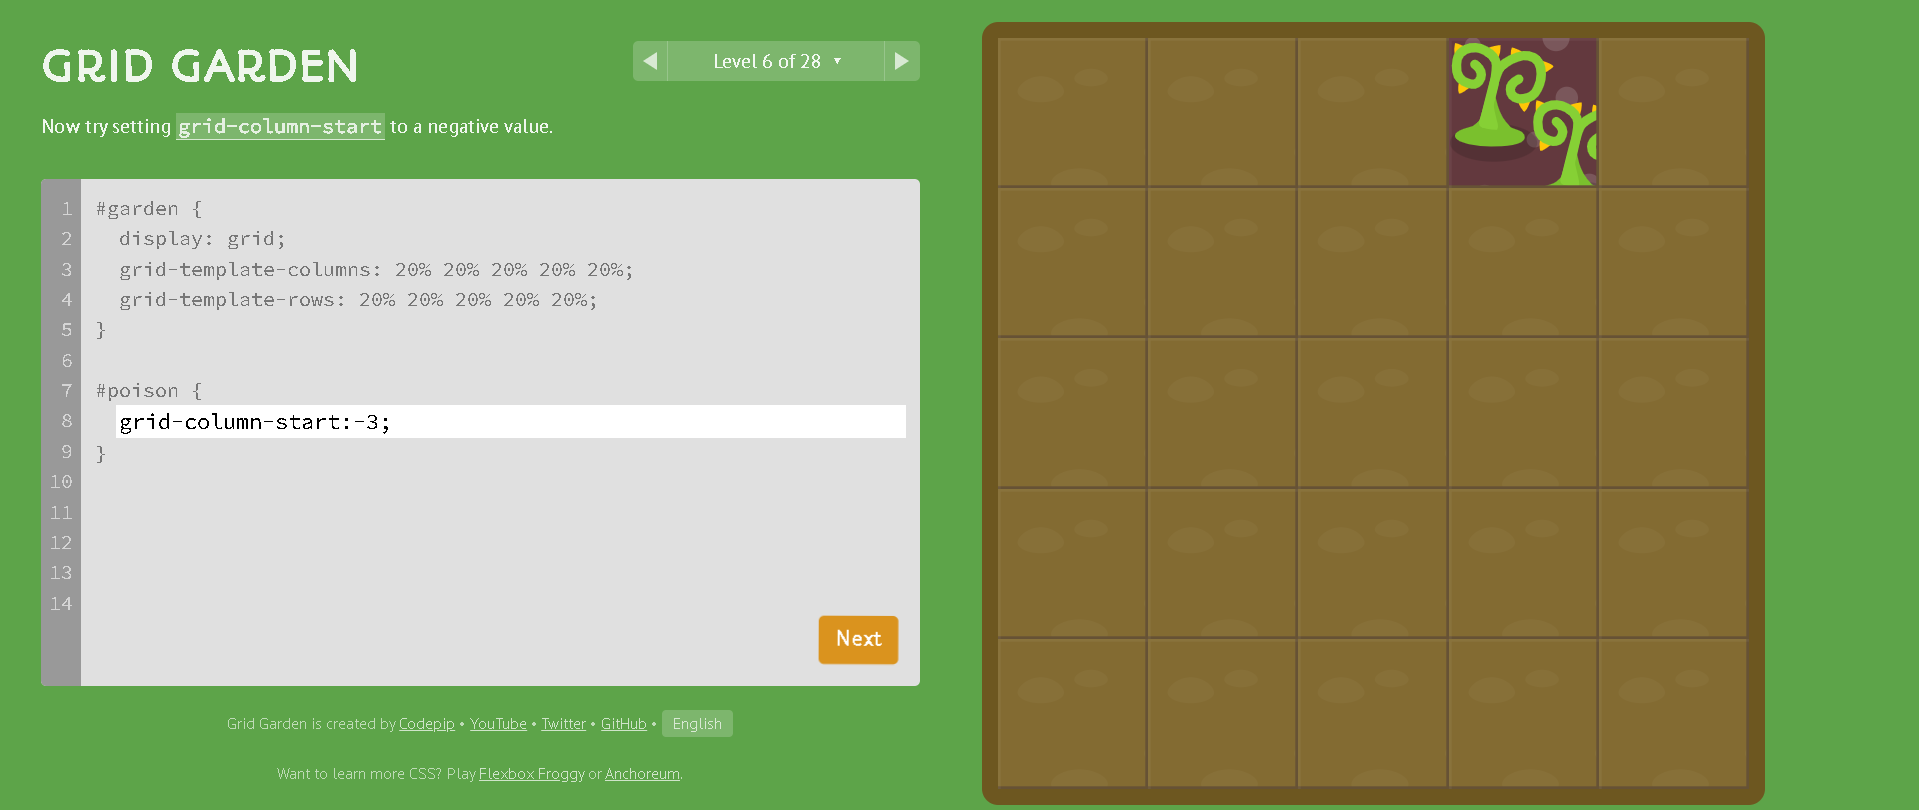 GRID GARDEN
Level 6 of 28 ▾
Now try setting grid-column-start to a negative value.
1 #garden {
2   display: grid;
3   grid-template-columns: 20% 20% 20% 20% 20%;
4   grid-template-rows: 20% 20% 20% 20% 20%;
5 }
6
7 #poison {
8   grid-column-start:-3;
9 }
10
11
12
13
14
Next
Grid Garden is created by Codepip • YouTube • Twitter • GitHub • English
Want to learn more CSS? Play Flexbox Froggy or Anchoreum.